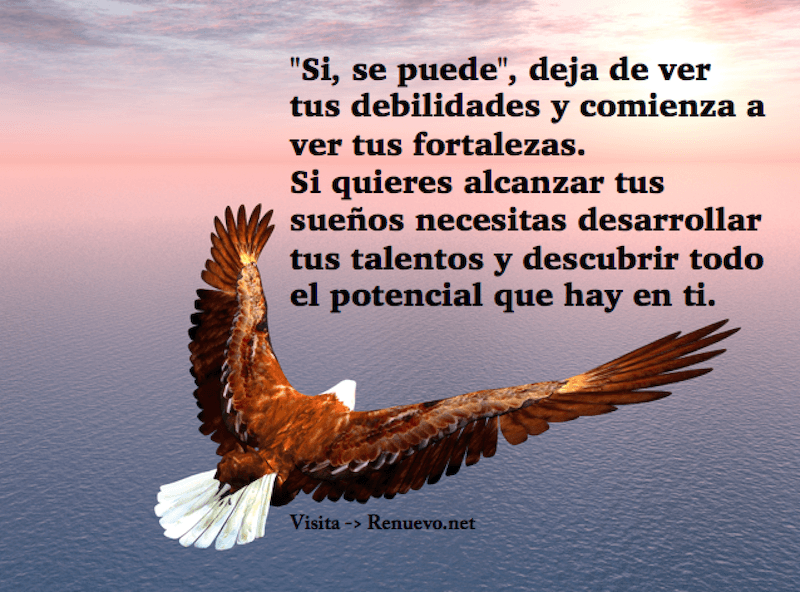 "Si, se puede", deja de ver
tus debilidades y comienza a
ver tus fortalezas.
Si quieres alcanzar tus
sueños necesitas desarrollar
tus talentos y descubrir todo
el potencial que hay en ti.
Visita -> Renuevo.net